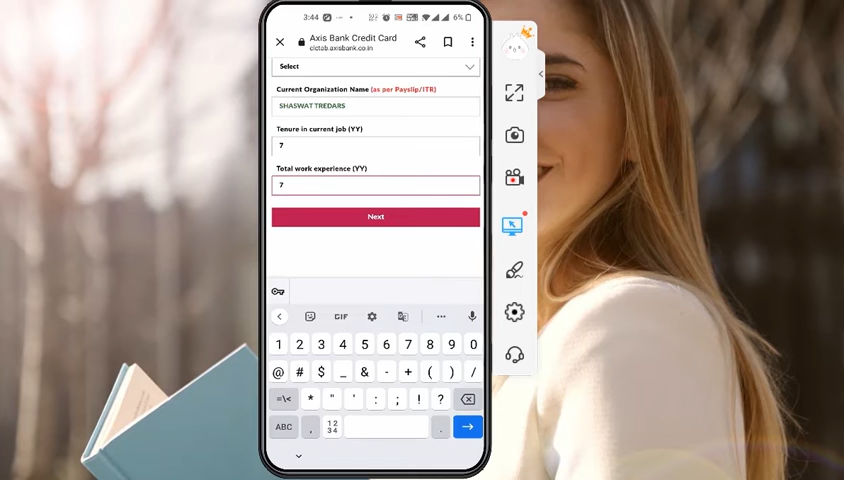 3:44 6%
Axis Bank Credit Card
clctab.axisbank.co.in
Select
Current Organization Name (as per Payslip/ITR)
SHASWAT TREDARS
Tenure in current job (YY)
7
Total work experience (YY)
7
Next
GIF
1 2 3 4 5 6 7 8 9 0
@ # $ _ & - + ( ) /
=\< * " ' : ; ! ?
ABC , 12 34 .